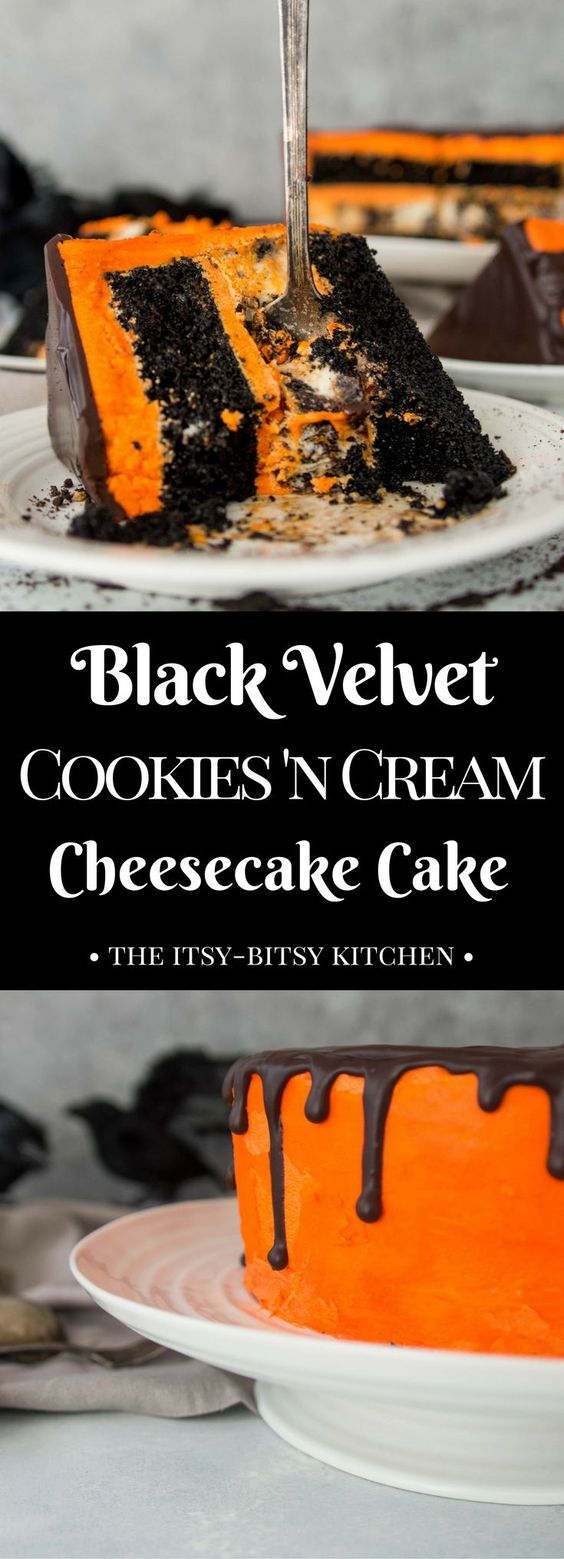 Black Velvet
COOKIES 'N CREAM
Cheesecake Cake
• THE ITSY-BITSY KITCHEN •